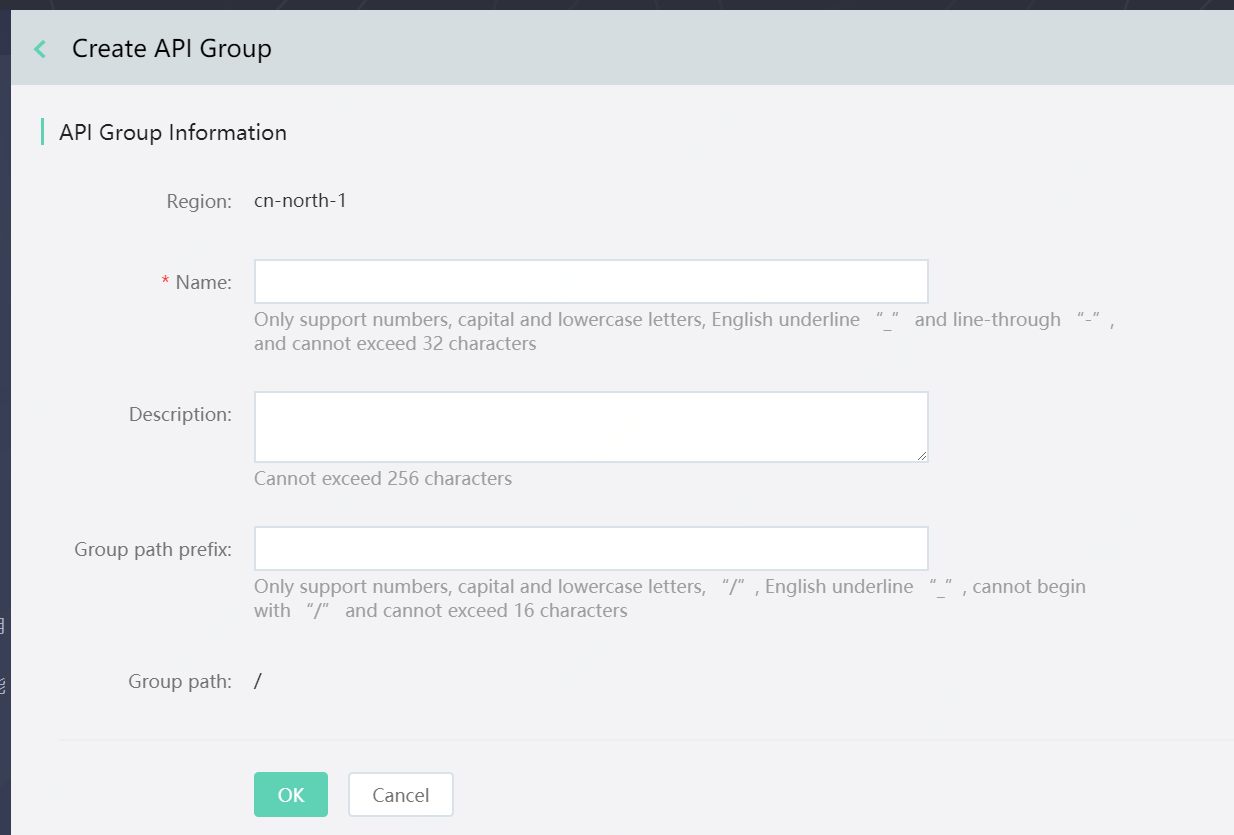 Create API Group
API Group Information
Region: cn-north-1
* Name:
Only support numbers, capital and lowercase letters, English underline “_” and line-through “-” ,
and cannot exceed 32 characters
Description:
Cannot exceed 256 characters
Group path prefix:
Only support numbers, capital and lowercase letters, “/” , English underline “_” , cannot begin
with “/” and cannot exceed 16 characters
Group path: /
OK Cancel